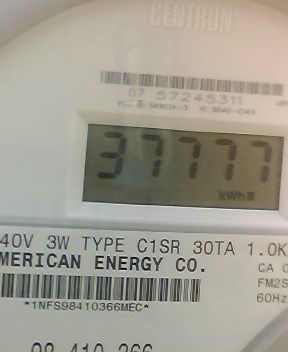 CENTRON®
07 57245311
37777
kWh
40V 3W TYPE C1SR 30TA 1.0K
MERICAN ENERGY CO.
CA 0
FM2S
60Hz
*1NFS98410366MEC*
98 410 366